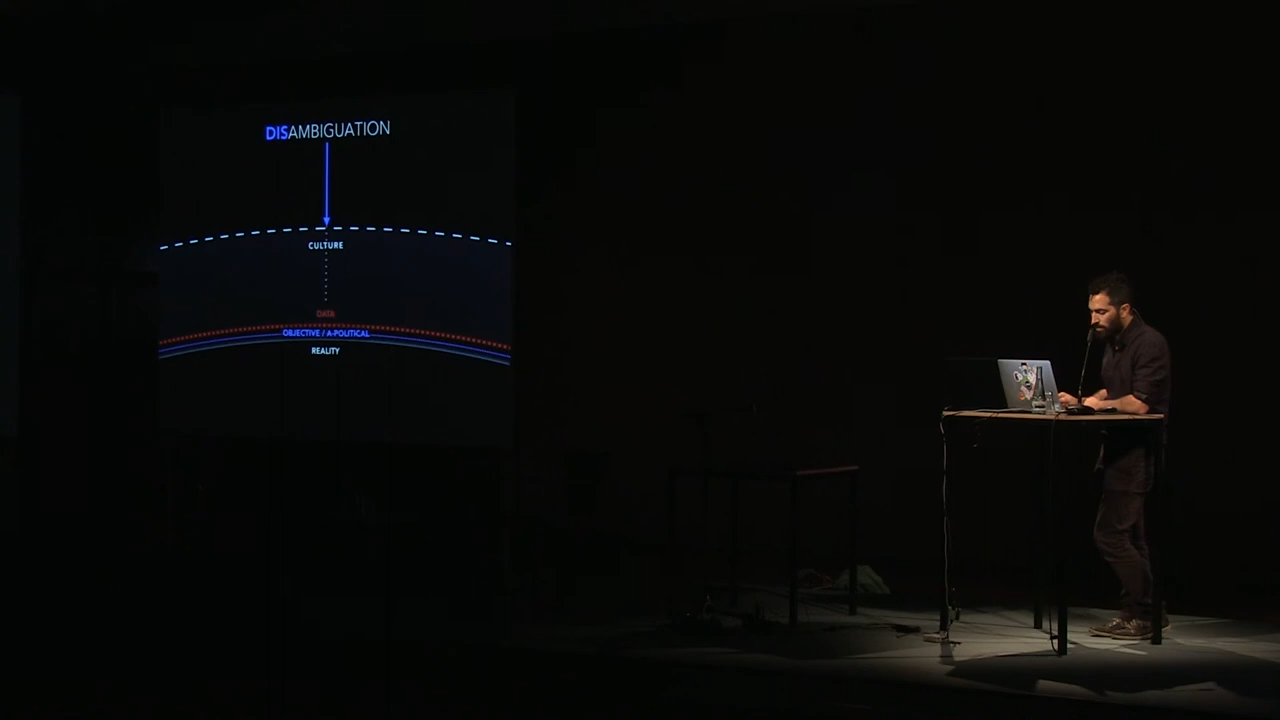 DISAMBIGUATION
CULTURE
DATA
OBJECTIVE / A-POLITICAL
REALITY